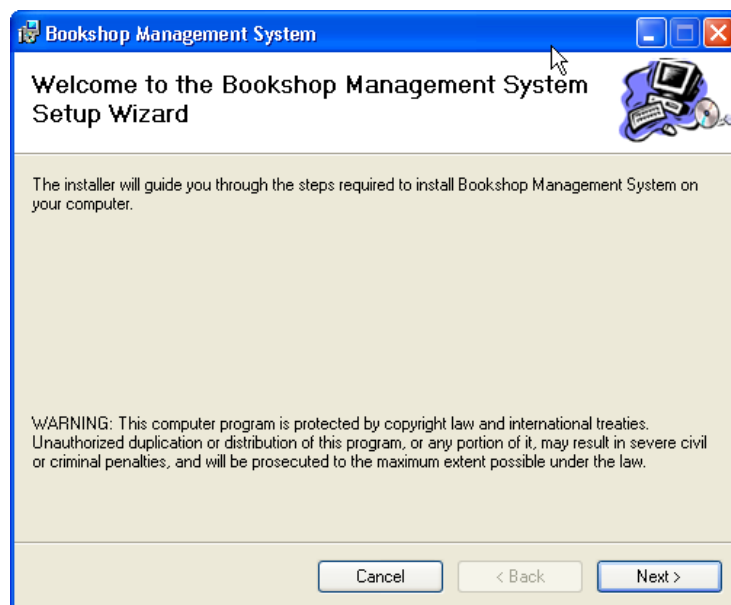 Bookshop Management System
Welcome to the Bookshop Management System
Setup Wizard
The installer will guide you through the steps required to install Bookshop Management System on
your computer.
WARNING: This computer program is protected by copyright law and international treaties.
Unauthorized duplication or distribution of this program, or any portion of it, may result in severe civil
or criminal penalties, and will be prosecuted to the maximum extent possible under the law.
Cancel
< Back
Next >